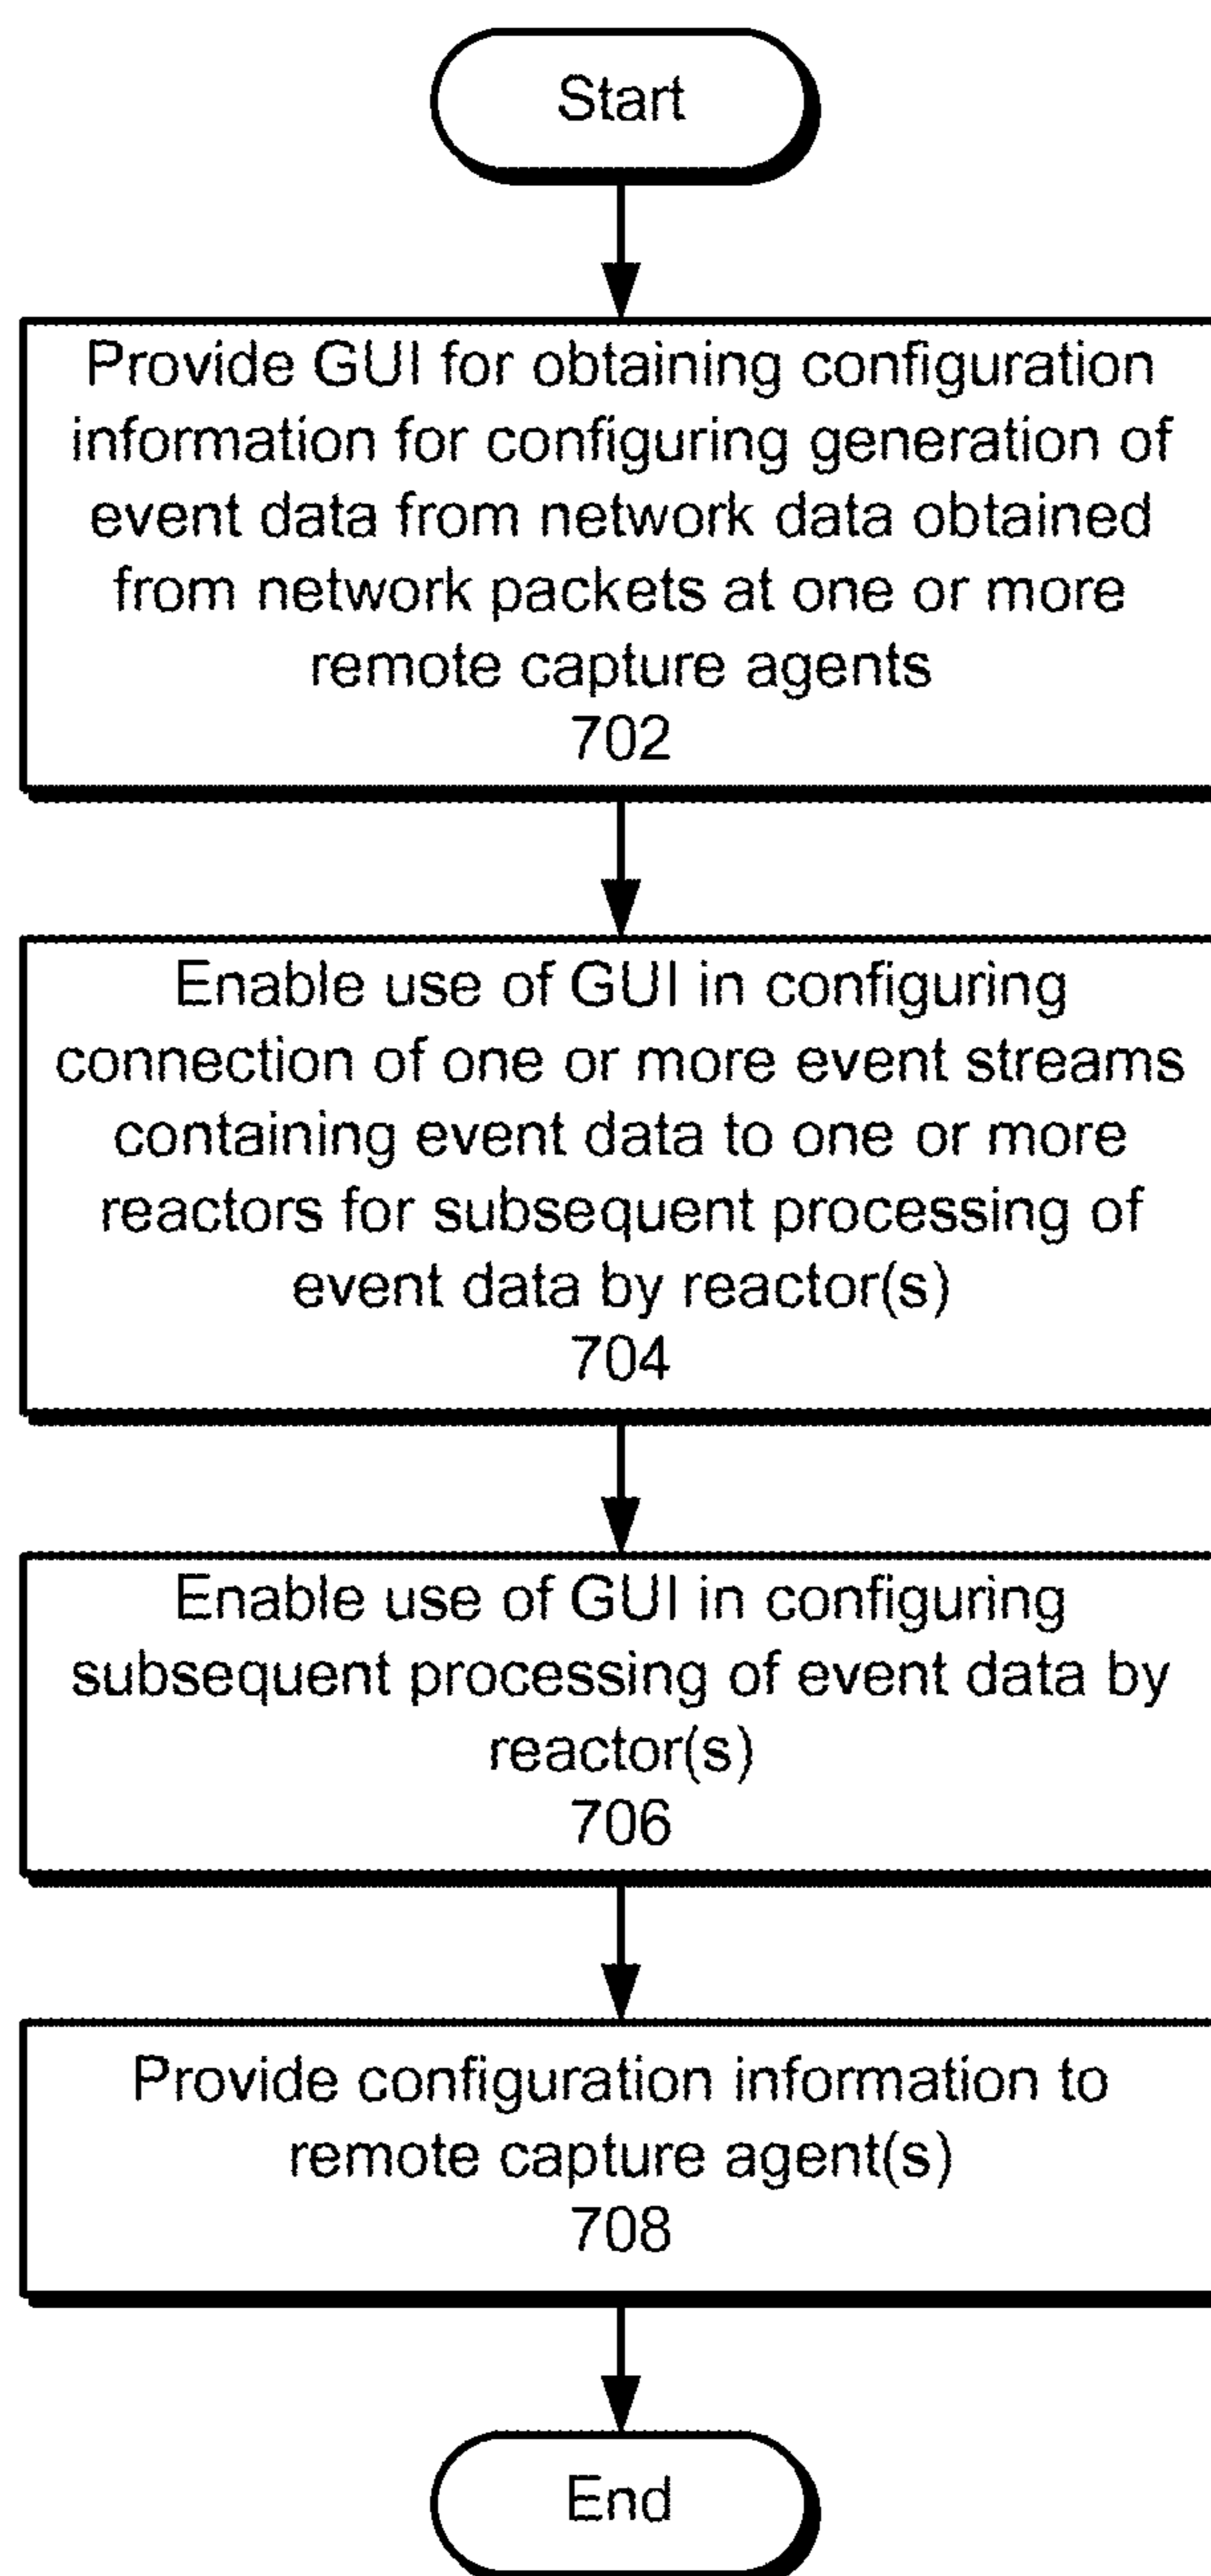 Start
Provide GUI for obtaining configuration
information for configuring generation of
event data from network data obtained
from network packets at one or more
remote capture agents
702
Enable use of GUI in configuring
connection of one or more event streams
containing event data to one or more
reactors for subsequent processing of
event data by reactor(s)
704
Enable use of GUI in configuring
subsequent processing of event data by
reactor(s)
706
Provide configuration information to
remote capture agent(s)
708
End